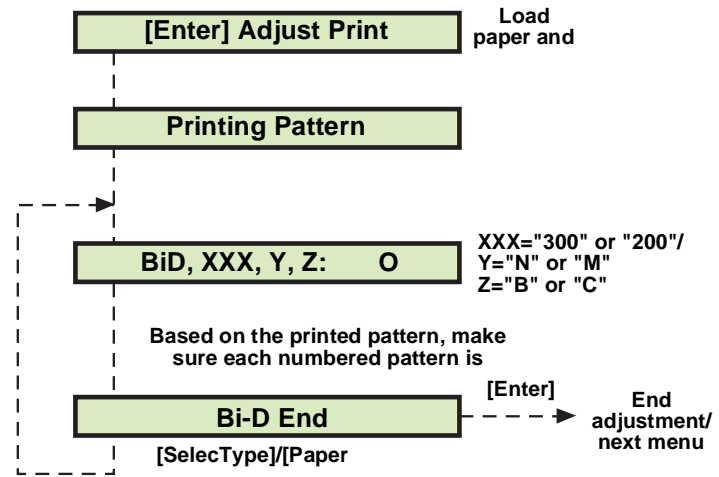 [Enter] Adjust Print
Load
paper and
Printing Pattern
BiD, XXX, Y, Z: O
XXX="300" or "200"/
Y="N" or "M"
Z="B" or "C"
Based on the printed pattern, make
sure each numbered pattern is
Bi-D End
[Enter]
End
adjustment/
next menu
[SelecType]/[Paper